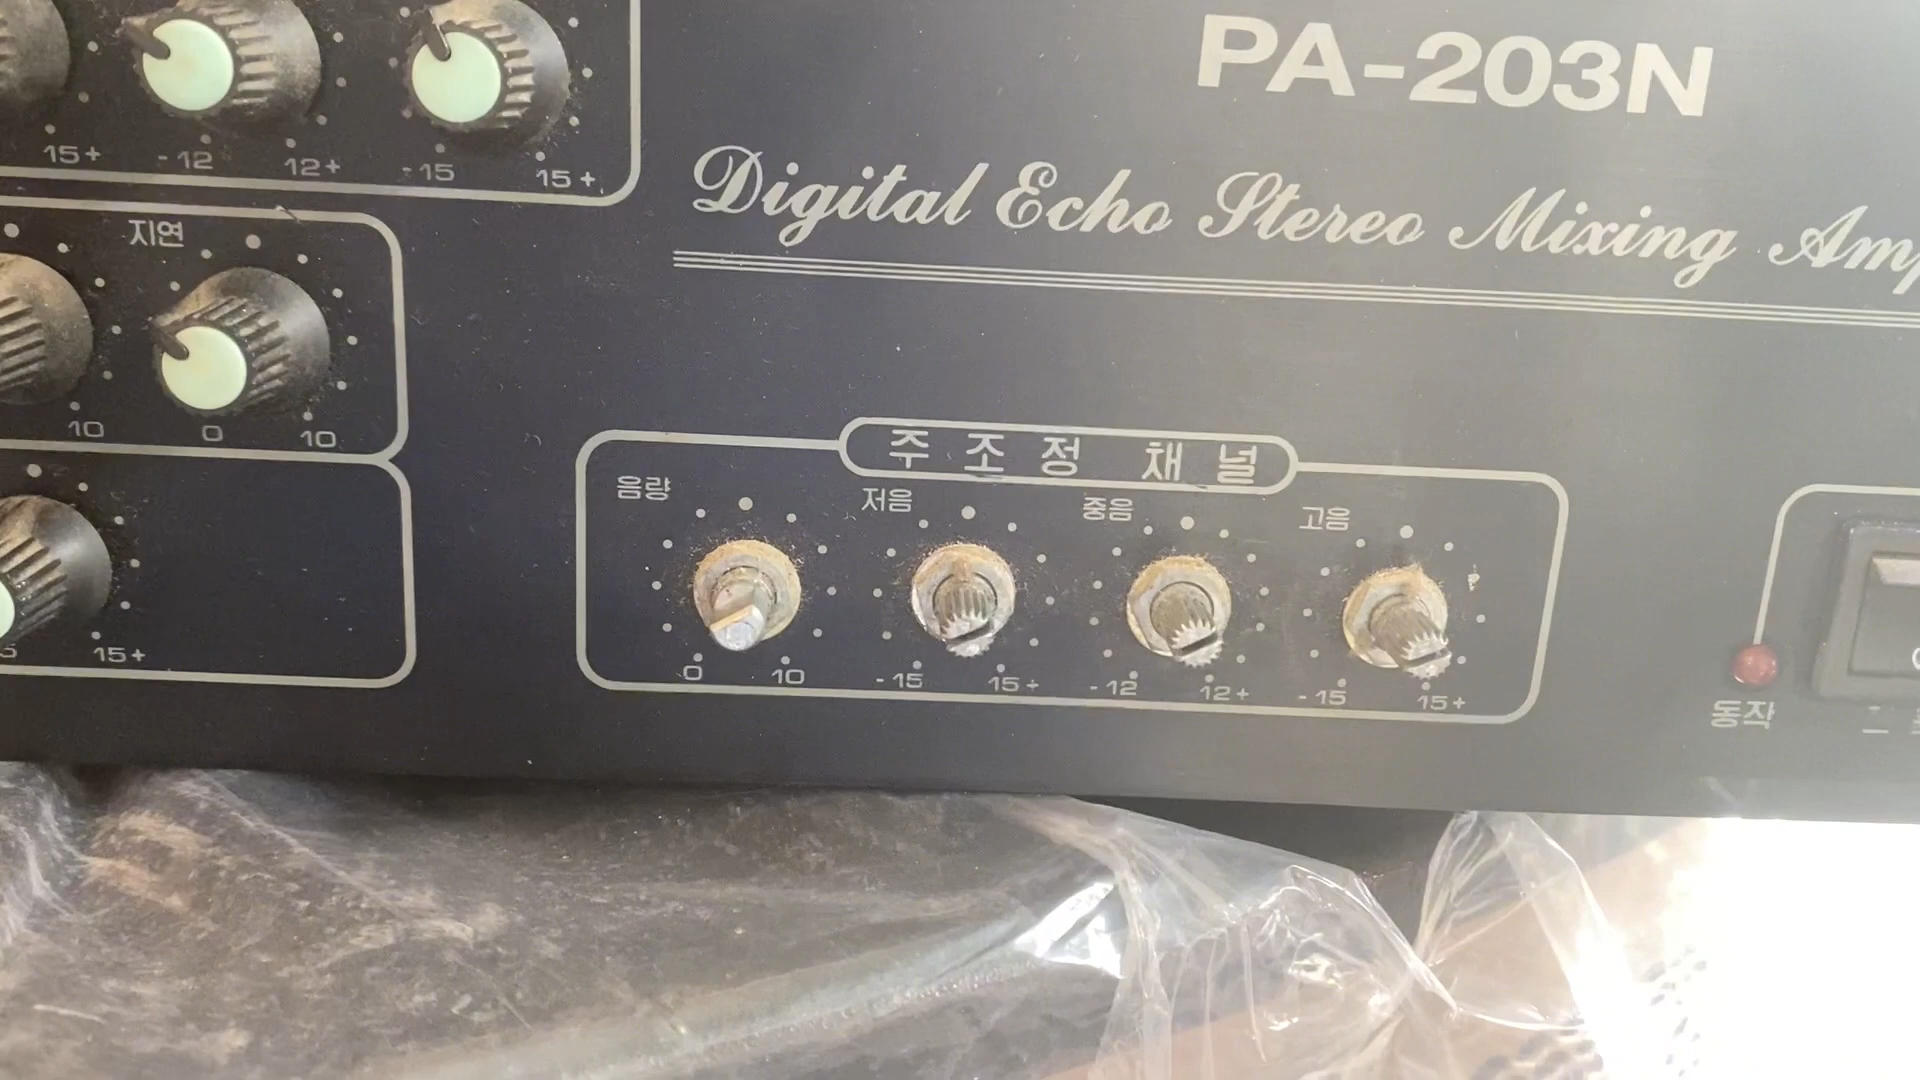 PA-203N
15+ -12 12+ -15 15+
Digital Echo Stereo Mixing
지연
10 0 10
주조정 채널
음량 저음 중음 고음
15+
0 10 -15 15+ -12 12+ -15 15+
동작